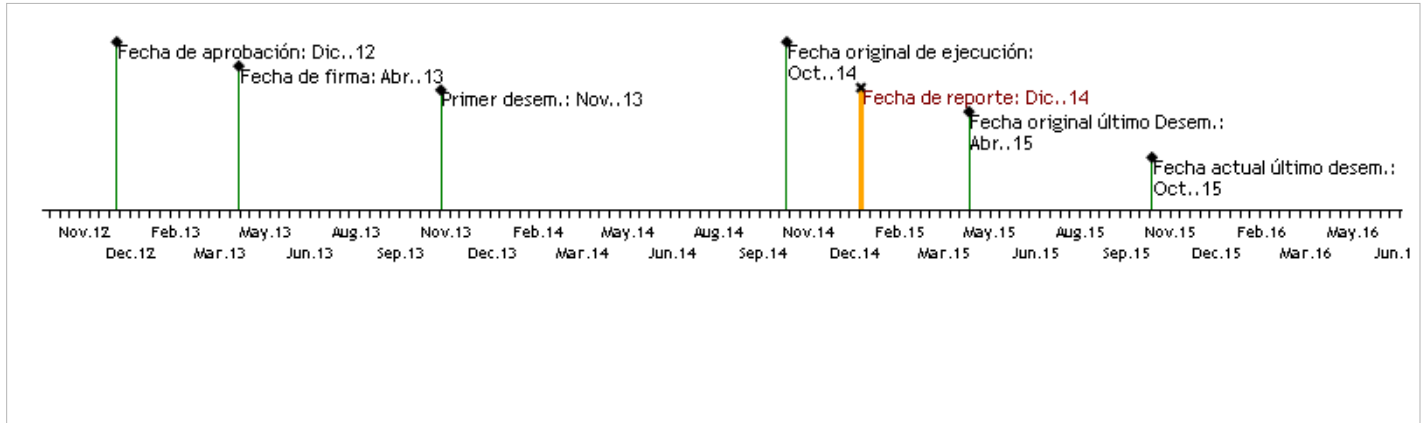 Fecha de aprobación: Dic..12
Fecha de firma: Abr..13
Primer desem.: Nov..13
Fecha original de ejecución:
Oct..14
Fecha de reporte: Dic..14
Fecha original último Desem.:
Abr..15
Fecha actual último desem.:
Oct..15
Nov.12 Feb.13 May.13 Aug.13 Nov.13 Feb.14 May.14 Aug.14 Nov.14 Feb.15 May.15 Aug.15 Nov.15 Feb.16 May.16
Dec.12 Mar.13 Jun.13 Sep.13 Dec.13 Mar.14 Jun.14 Sep.14 Dec.14 Mar.15 Jun.15 Sep.15 Dec.15 Mar.16 Jun.1